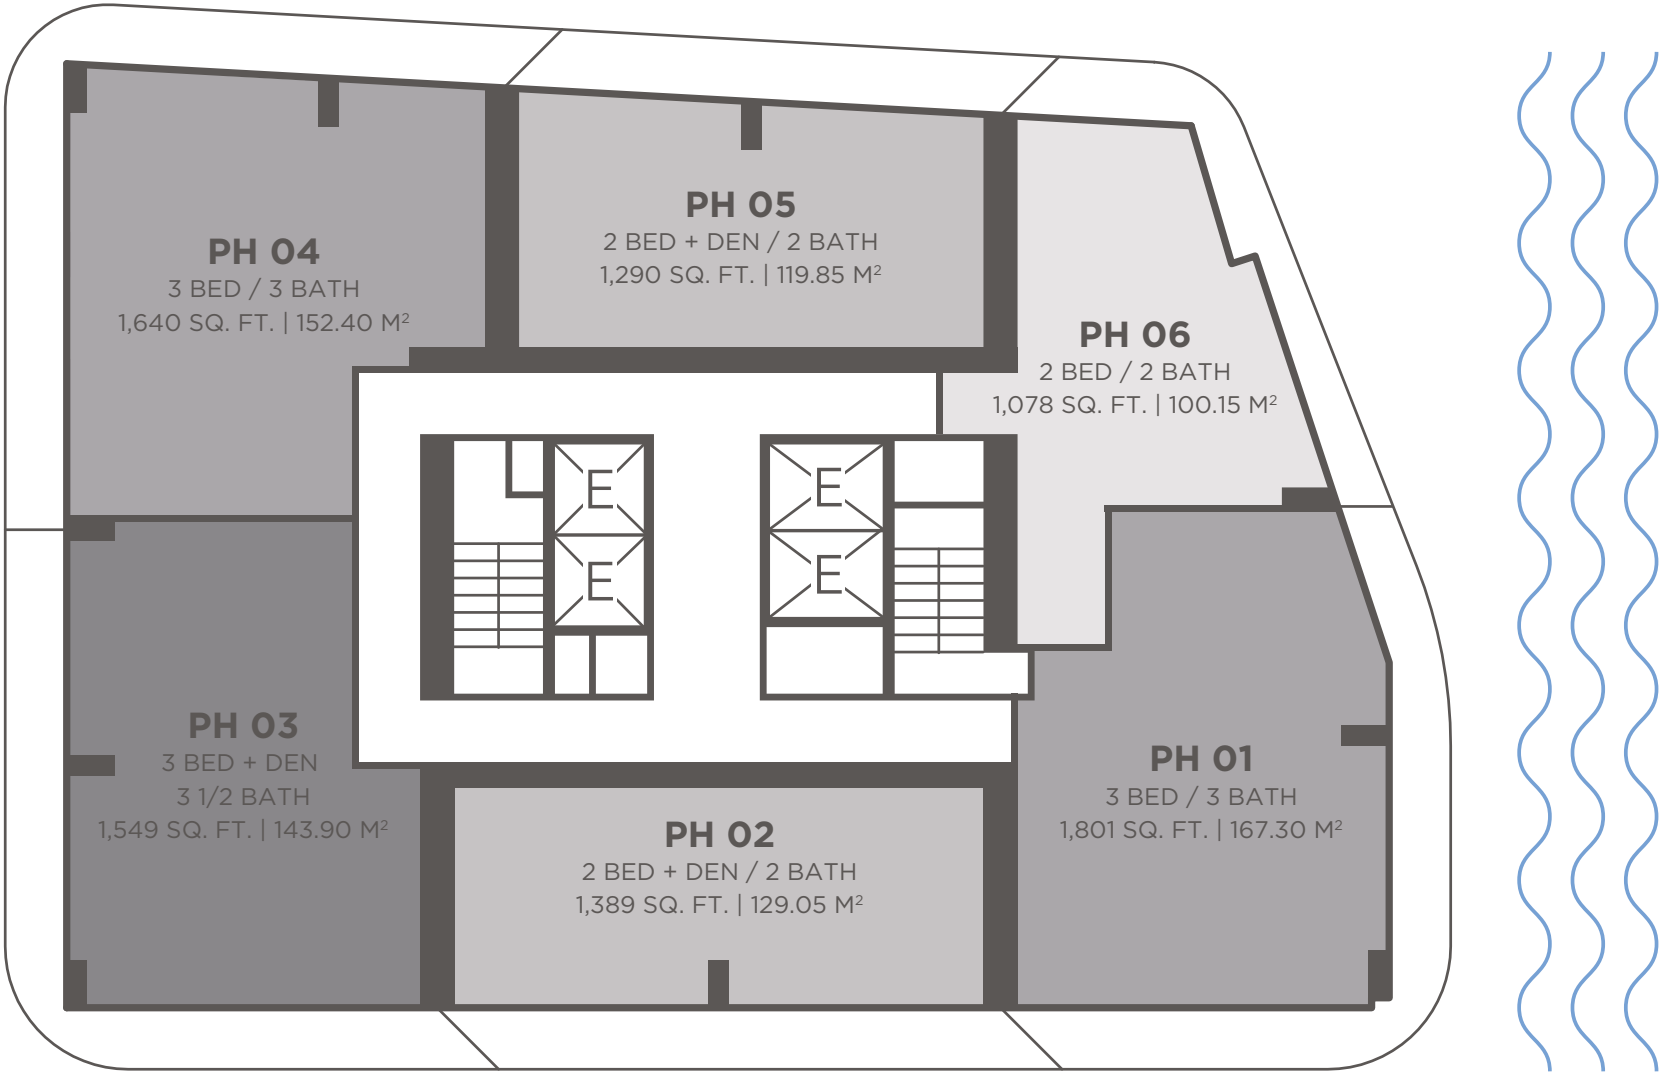 PH 05
2 BED + DEN / 2 BATH
1,290 SQ. FT. | 119.85 M²
PH 04
3 BED / 3 BATH
1,640 SQ. FT. | 152.40 M²
PH 06
2 BED / 2 BATH
1,078 SQ. FT. | 100.15 M²
E
E
E
E
PH 03
3 BED + DEN
3 1/2 BATH
1,549 SQ. FT. | 143.90 M²
PH 01
3 BED / 3 BATH
1,801 SQ. FT. | 167.30 M²
PH 02
2 BED + DEN / 2 BATH
1,389 SQ. FT. | 129.05 M²